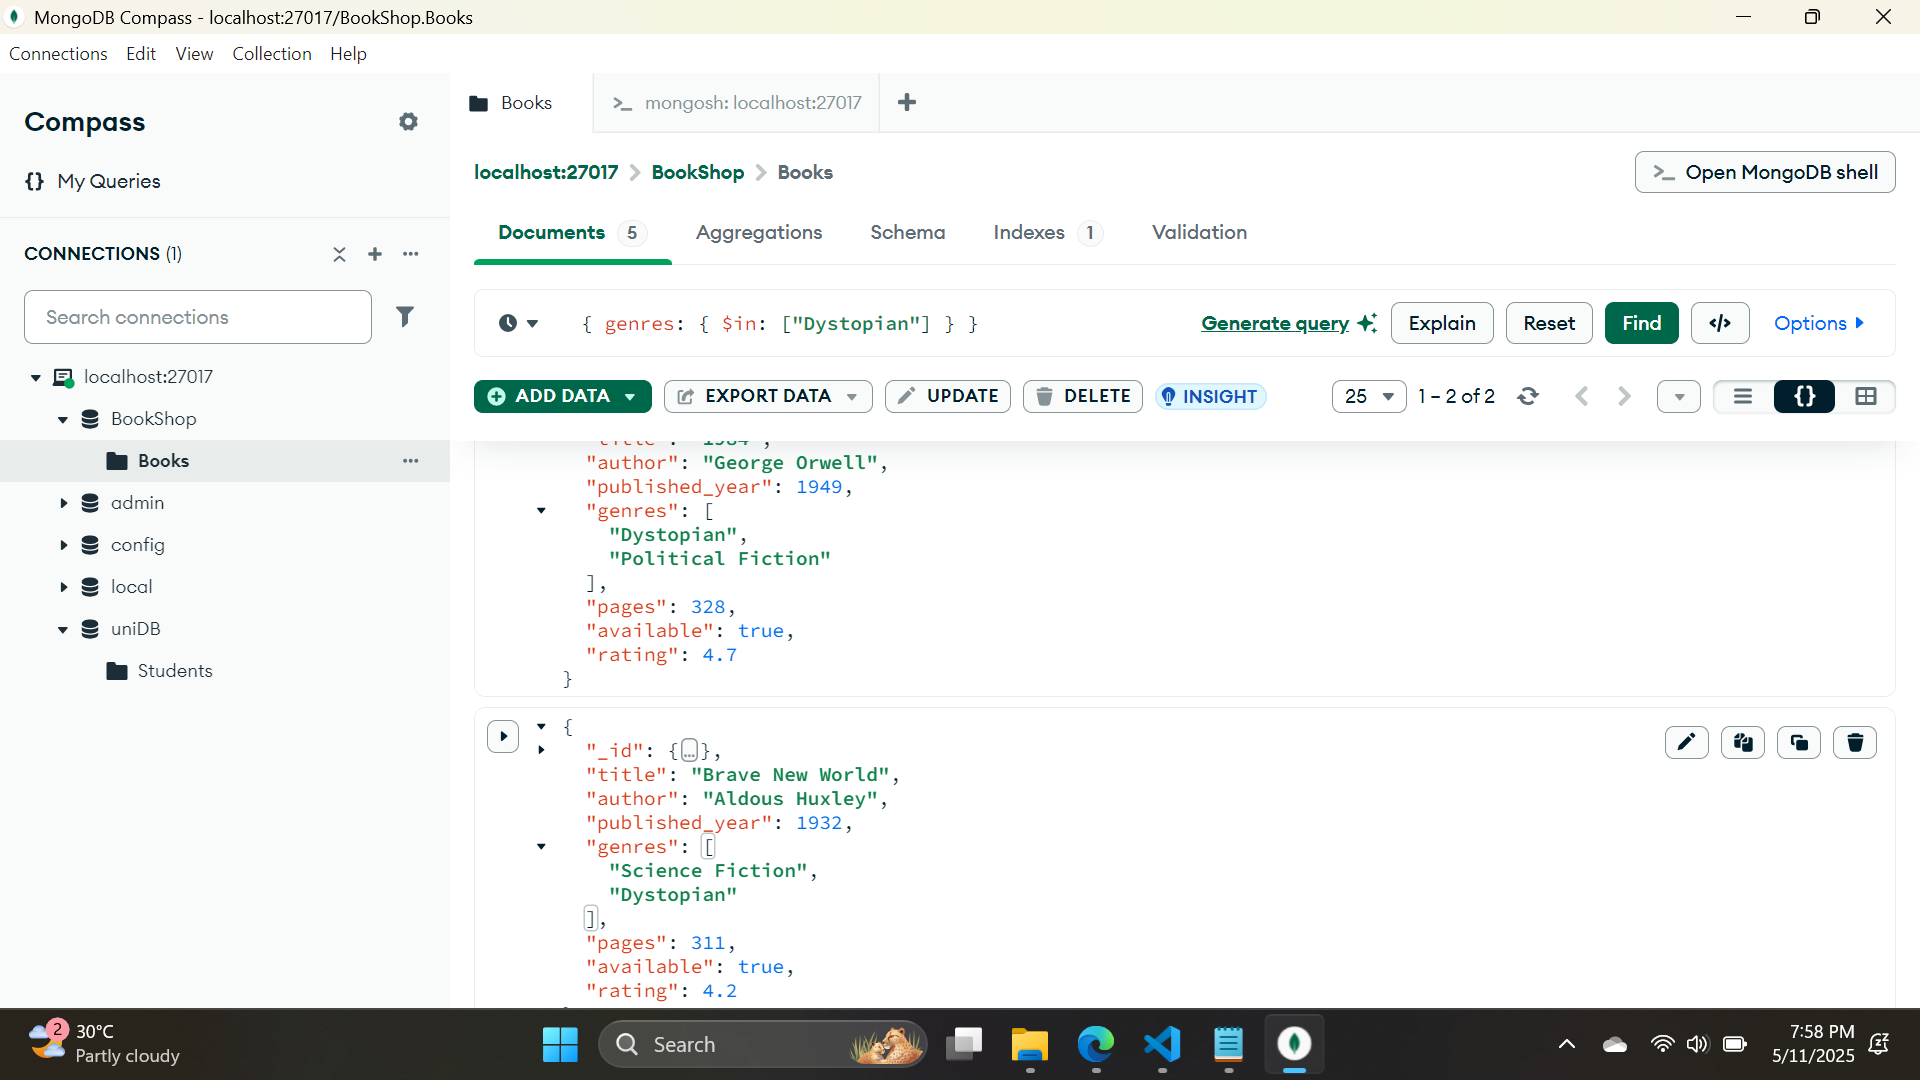 MongoDB Compass - localhost:27017/BookShop.Books
Connections Edit View Collection Help
Compass
My Queries
CONNECTIONS (1)
Search connections
localhost:27017
BookShop
Books
admin
config
local
uniDB
Students
Books
>_ mongosh: localhost:27017
localhost:27017 > BookShop > Books
>_ Open MongoDB shell
Documents 5 Aggregations Schema Indexes 1 Validation
{ genres: { $in: ["Dystopian"] } }
Generate query Explain Reset Find </> Options
ADD DATA EXPORT DATA UPDATE DELETE INSIGHT 25 1 – 2 of 2 {}
"title": "1984",
"author": "George Orwell",
"published_year": 1949,
"genres": [
"Dystopian",
"Political Fiction"
],
"pages": 328,
"available": true,
"rating": 4.7
}
{
"_id": {…},
"title": "Brave New World",
"author": "Aldous Huxley",
"published_year": 1932,
"genres": [
"Science Fiction",
"Dystopian"
],
"pages": 311,
"available": true,
"rating": 4.2
2
30°C
Partly cloudy
Search
7:58 PM
5/11/2025